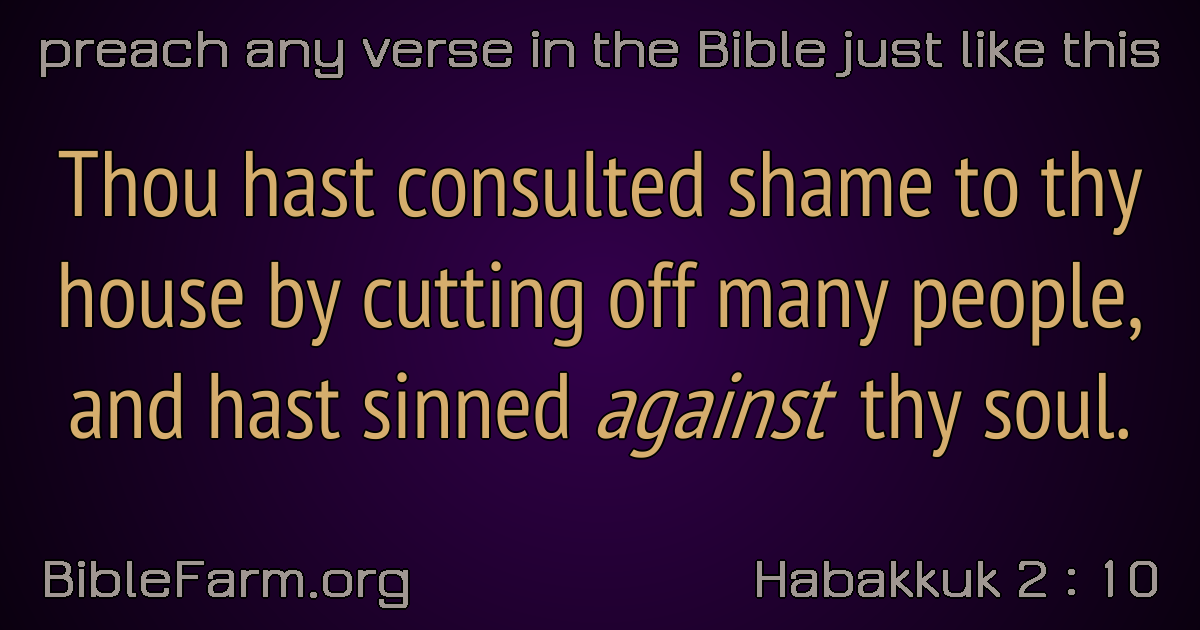 preach any verse in the Bible just like this
Thou hast consulted shame to thy
house by cutting off many people,
and hast sinned against thy soul.
BibleFarm.org
Habakkuk 2 : 10